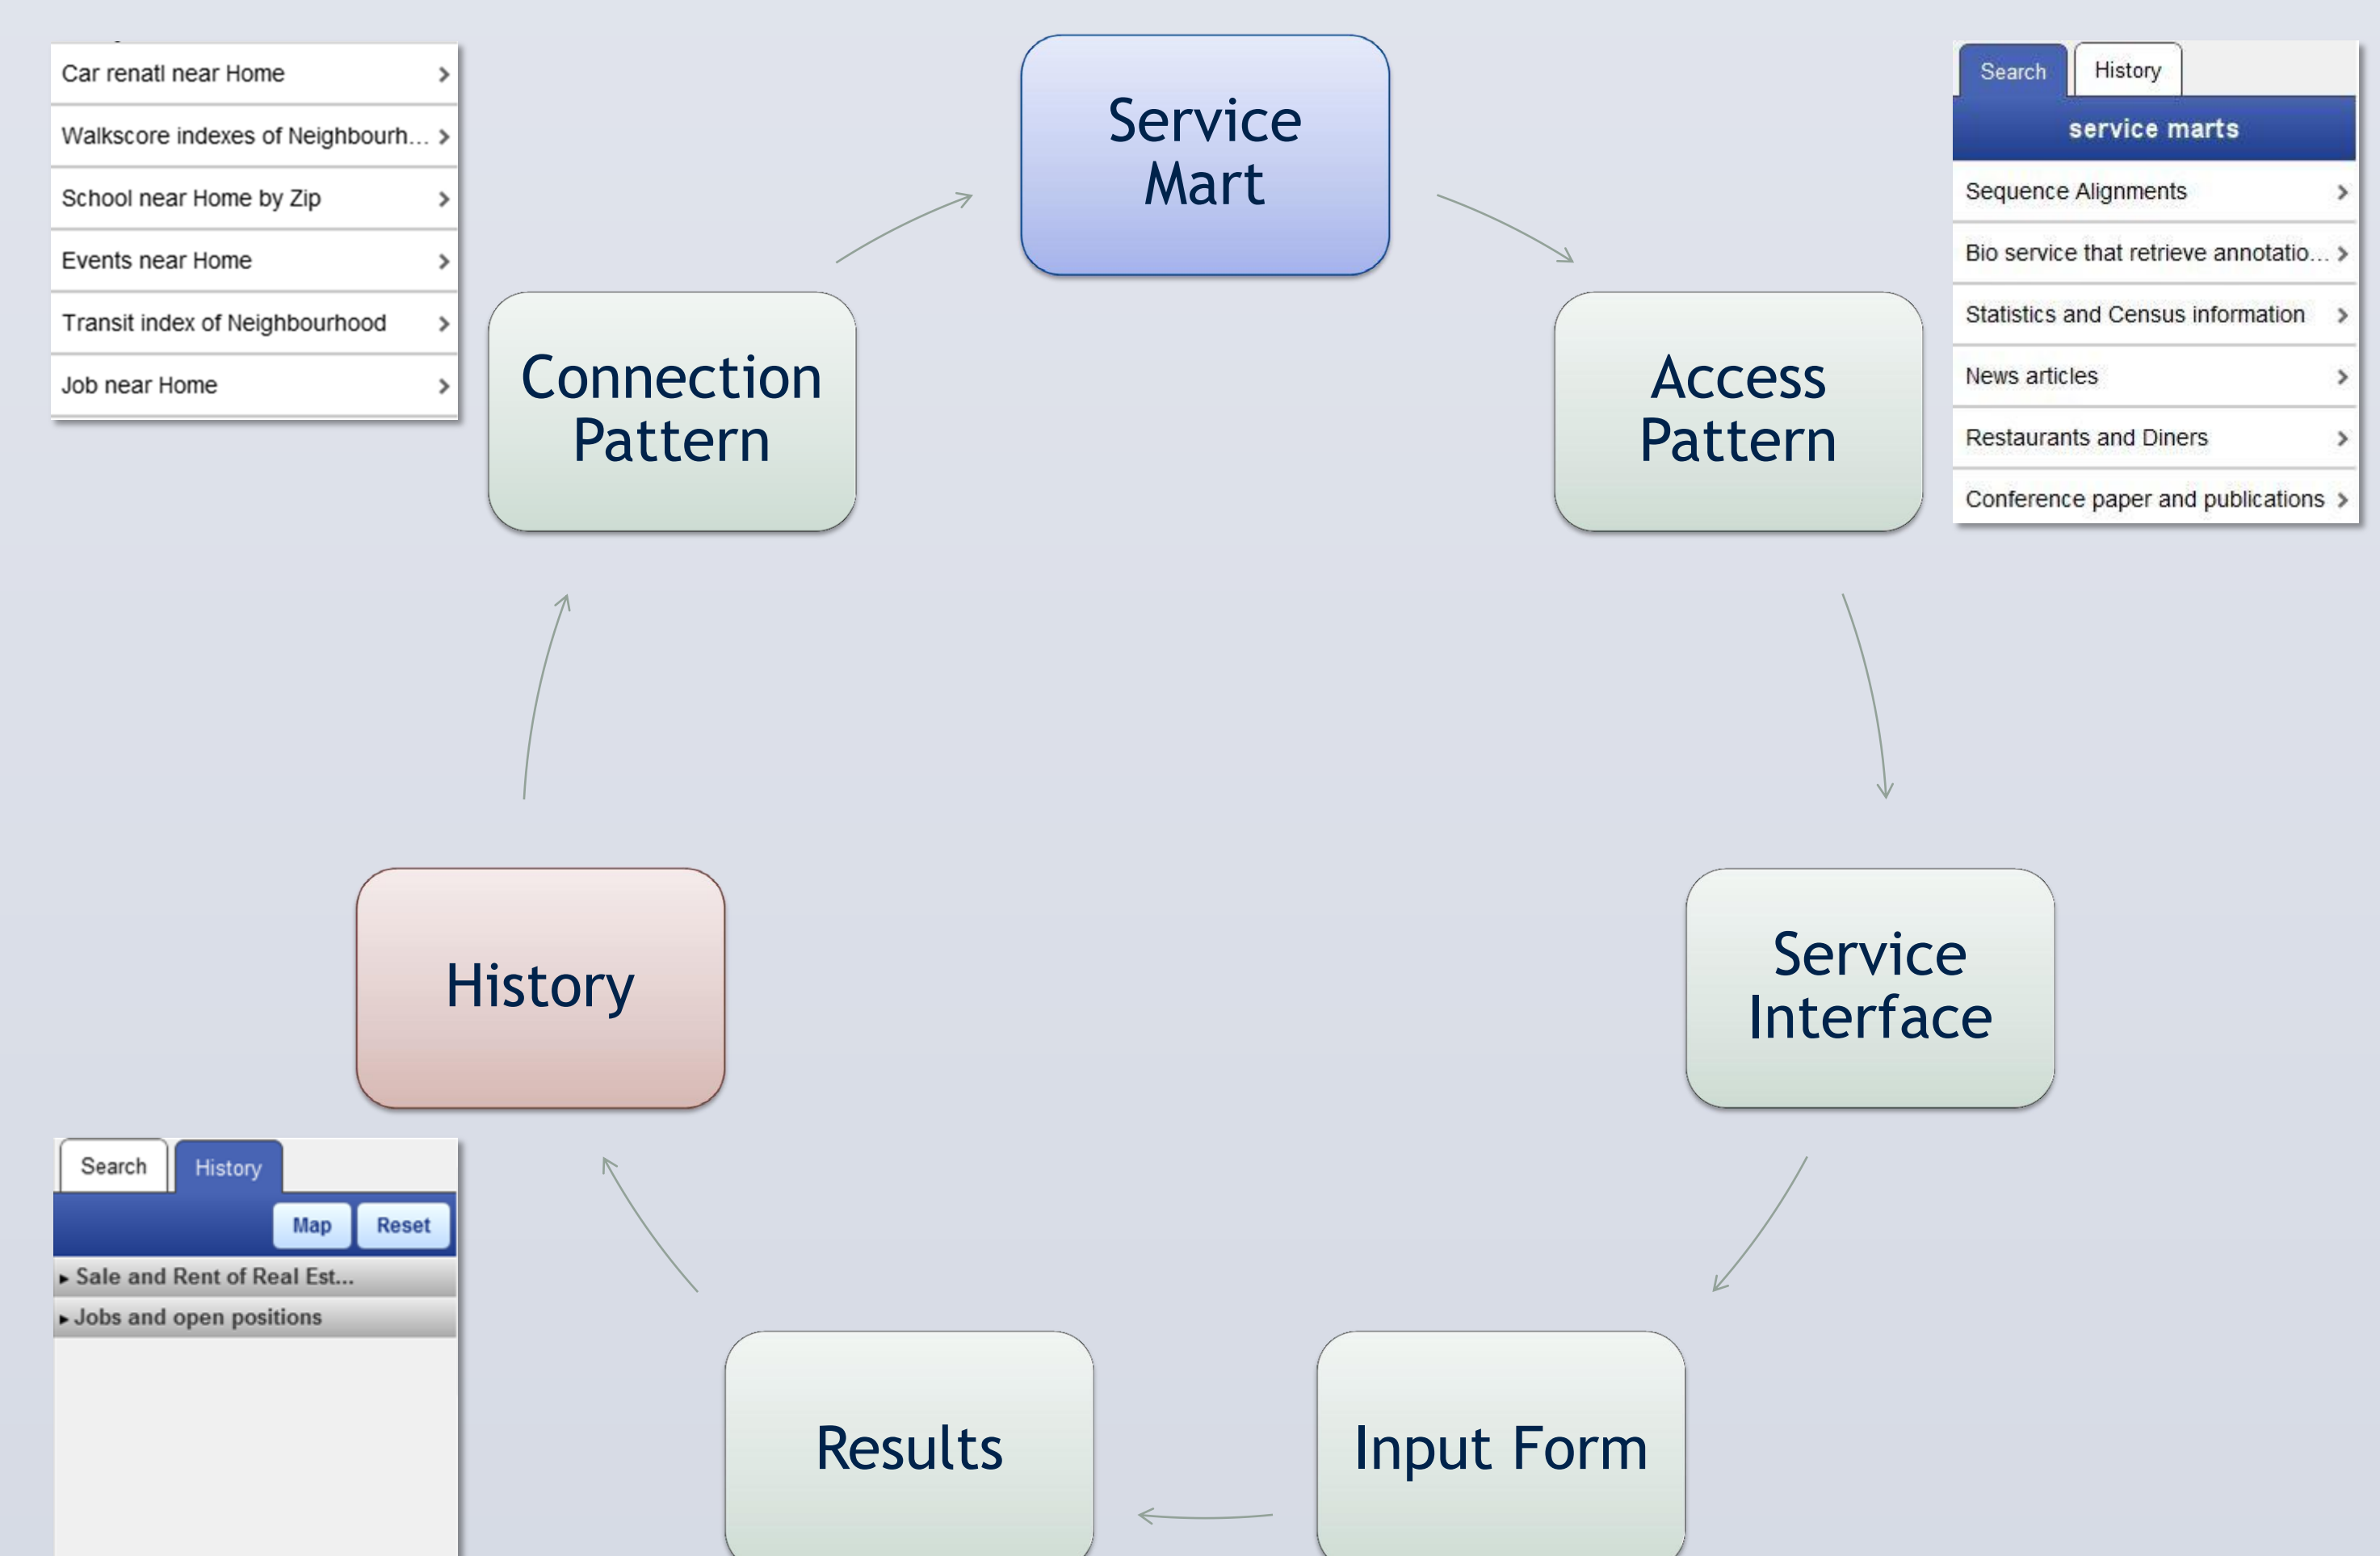 Car renatl near Home
Walkscore indexes of Neighbourh...
School near Home by Zip
Events near Home
Transit index of Neighbourhood
Job near Home
Service
Mart
Search
History
service marts
Sequence Alignments
Bio service that retrieve annotatio...
Statistics and Census information
News articles
Restaurants and Diners
Conference paper and publications
Connection
Pattern
Access
Pattern
History
Service
Interface
Search
History
Map
Reset
Sale and Rent of Real Est...
Jobs and open positions
Results
Input Form